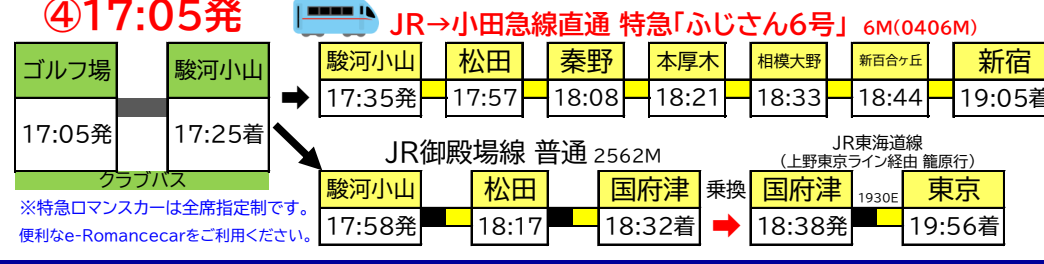 ④17:05発
JR→小田急線直通 特急「ふじさん6号」 6M(0406M)
ゴルフ場 駿河小山
17:05発 17:25着
クラブバス
駿河小山 松田 秦野 本厚木 相模大野 新百合ヶ丘 新宿
17:35発 17:57 18:08 18:21 18:33 18:44 19:05着
JR御殿場線 普通 2562M
JR東海道線
(上野東京ライン経由 籠原行)
駿河小山 松田 国府津 乗換 国府津 1930E 東京
17:58発 18:17 18:32着 18:38発 19:56着
※特急ロマンスカーは全席指定制です。
便利なe-Romancecarをご利用ください。